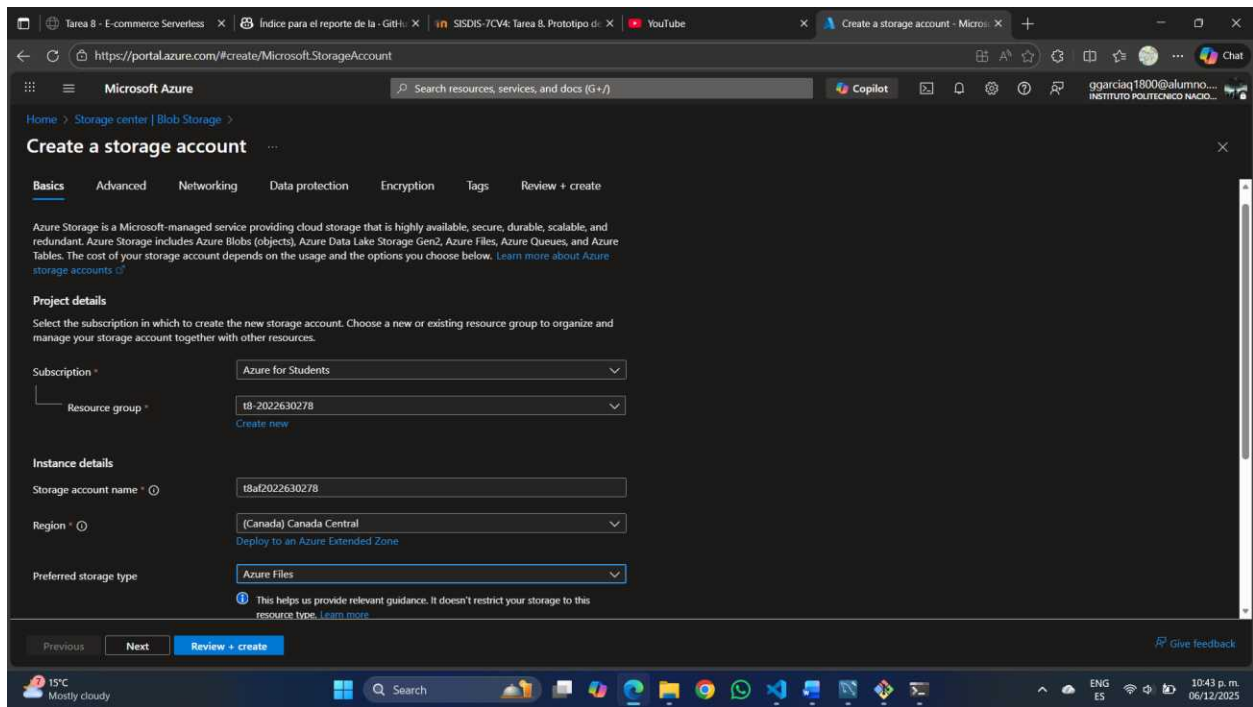 Tarea 8 - E-commerce Serverless
Índice para el reporte de la - GitH
SISDIS-7CV4: Tarea 8. Prototipo de
YouTube
Create a storage account - Micros
https://portal.azure.com/#create/Microsoft.StorageAccount
Chat
Microsoft Azure
Search resources, services, and docs (G+/)
Copilot
ggarciaq1800@alumno....
INSTITUTO POLITECNICO NACIO...
Home > Storage center | Blob Storage >
Create a storage account ...
Basics Advanced Networking Data protection Encryption Tags Review + create
Azure Storage is a Microsoft-managed service providing cloud storage that is highly available, secure, durable, scalable, and
redundant. Azure Storage includes Azure Blobs (objects), Azure Data Lake Storage Gen2, Azure Files, Azure Queues, and Azure
Tables. The cost of your storage account depends on the usage and the options you choose below. Learn more about Azure
storage accounts
Project details
Select the subscription in which to create the new storage account. Choose a new or existing resource group to organize and
manage your storage account together with other resources.
Subscription * Azure for Students
Resource group * t8-2022630278
Create new
Instance details
Storage account name * t8af2022630278
Region * (Canada) Canada Central
Deploy to an Azure Extended Zone
Preferred storage type Azure Files
This helps us provide relevant guidance. It doesn't restrict your storage to this
resource type. Learn more
Previous Next Review + create Give feedback
7
15°C
Mostly cloudy
Search
ENG
ES
10:43 p. m.
06/12/2025